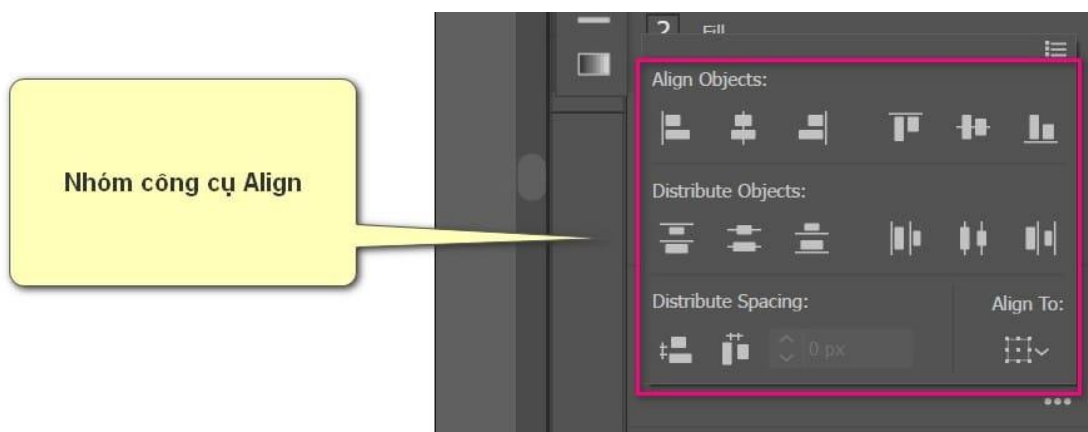 Fill
Align Objects:
Nhóm công cụ Align
Distribute Objects:
Distribute Spacing:
Align To:
0 px